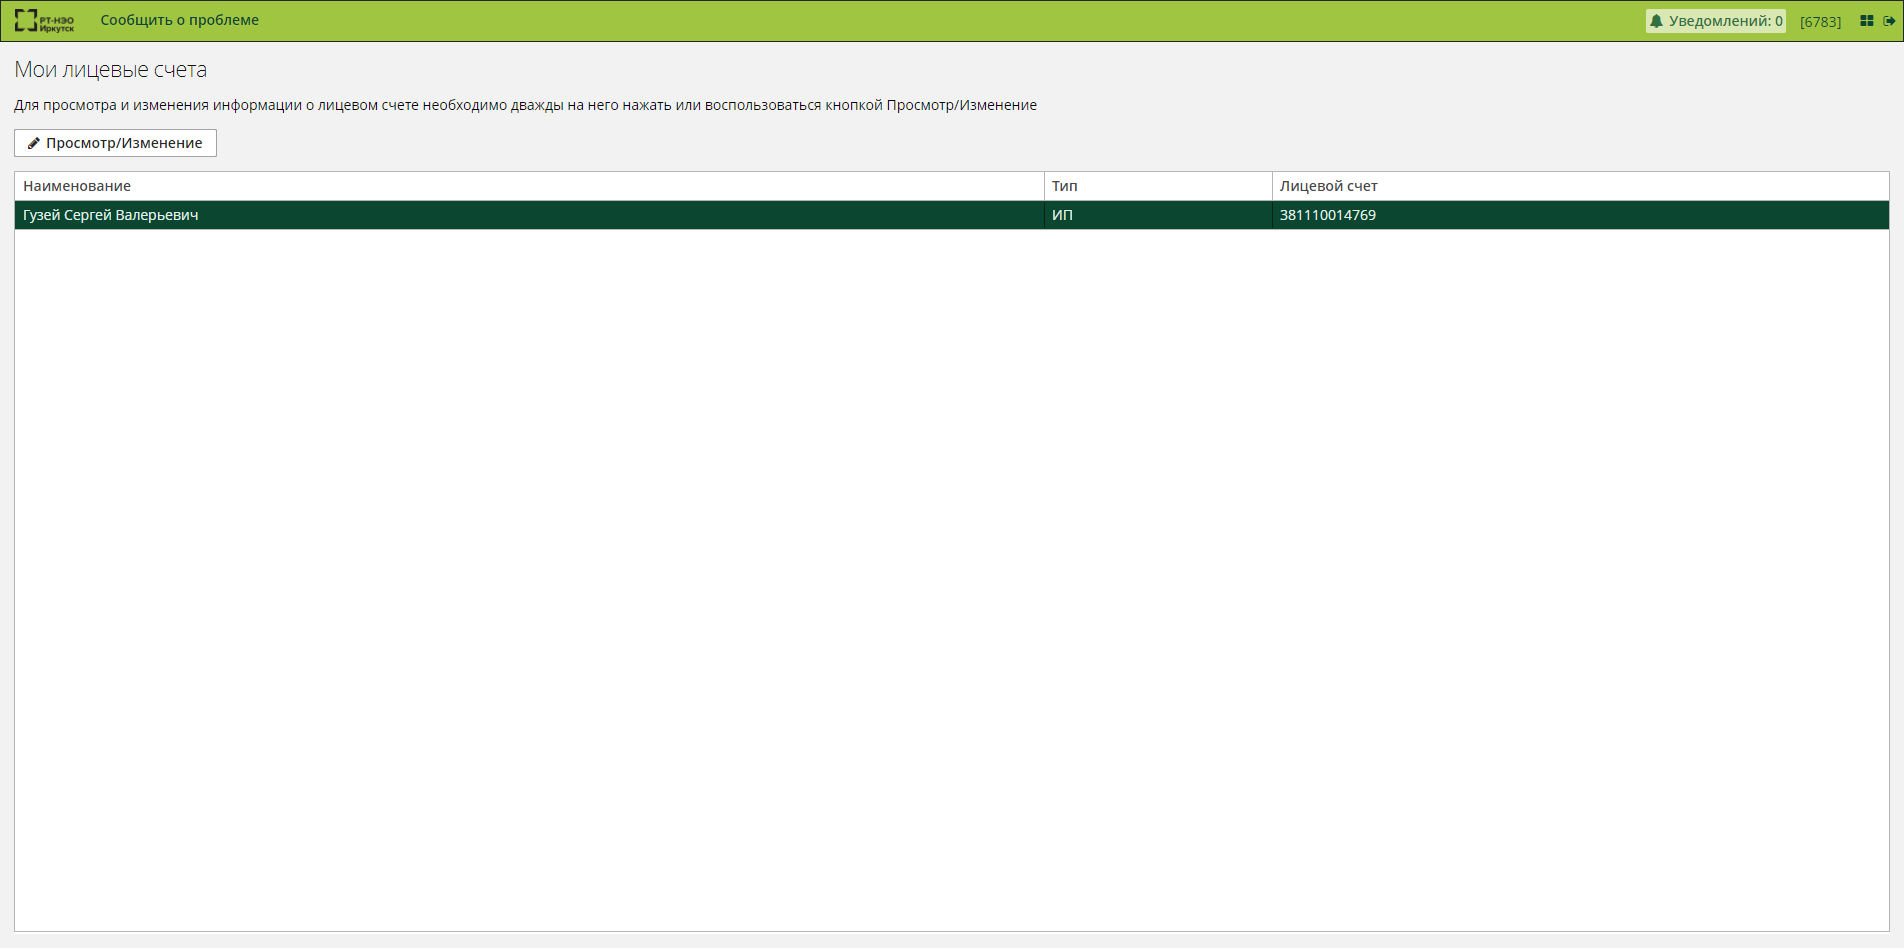 РТ-НЭО
Иркутск
Сообщить о проблеме
Уведомлений: 0
[6783]
Мои лицевые счета
Для просмотра и изменения информации о лицевом счете необходимо дважды на него нажать или воспользоваться кнопкой Просмотр/Изменение
Просмотр/Изменение
Наименование Тип Лицевой счет
Гузей Сергей Валерьевич ИП 381110014769